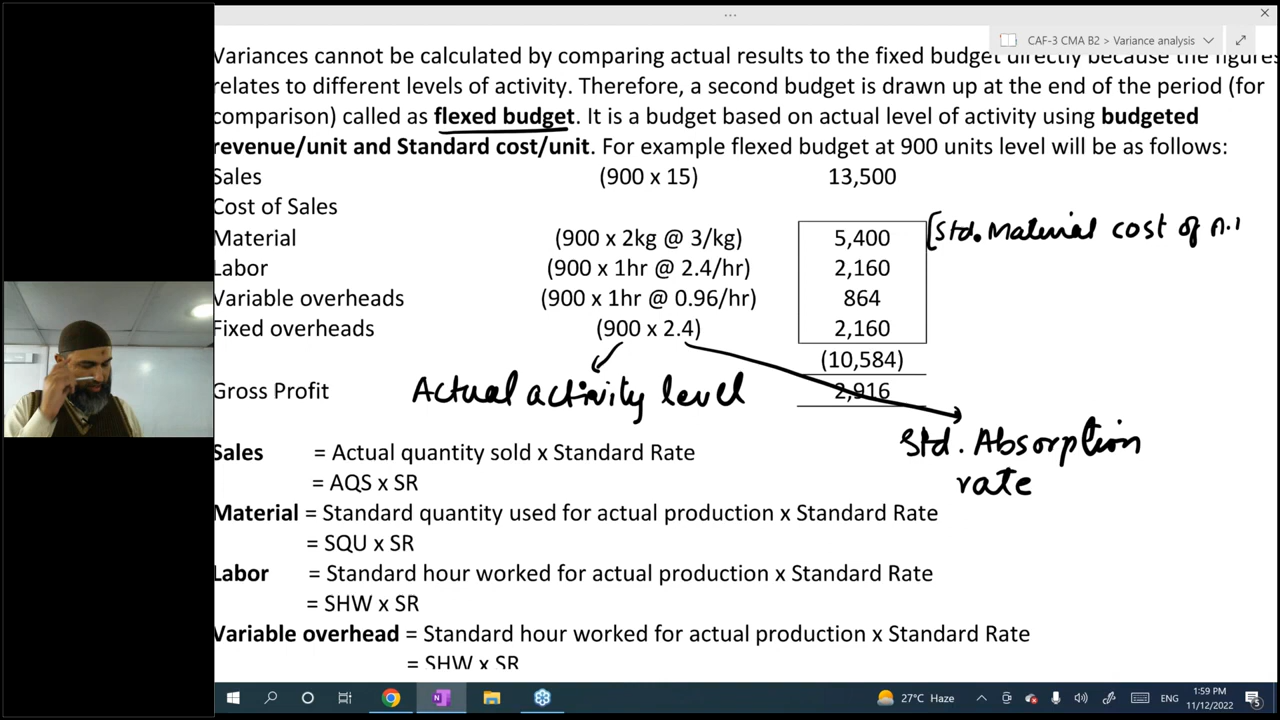 CAF-3 CMA B2 > Variance analysis
Variances cannot be calculated by comparing actual results to the fixed budget directly because the figures
relates to different levels of activity. Therefore, a second budget is drawn up at the end of the period (for
comparison) called as flexed budget. It is a budget based on actual level of activity using budgeted
revenue/unit and Standard cost/unit. For example flexed budget at 900 units level will be as follows:
Sales (900 x 15) 13,500
Cost of Sales
Material (900 x 2kg @ 3/kg) 5,400 [Std. Material cost of A.
Labor (900 x 1hr @ 2.4/hr) 2,160
Variable overheads (900 x 1hr @ 0.96/hr) 864
Fixed overheads (900 x 2.4) 2,160
(10,584)
Gross Profit 2,916
Actual activity level
Std. Absorption
rate
Sales = Actual quantity sold x Standard Rate
= AQS x SR
Material = Standard quantity used for actual production x Standard Rate
= SQU x SR
Labor = Standard hour worked for actual production x Standard Rate
= SHW x SR
Variable overhead = Standard hour worked for actual production x Standard Rate
= SHW x SR
27°C Haze ENG 1:59 PM
11/12/2022 5